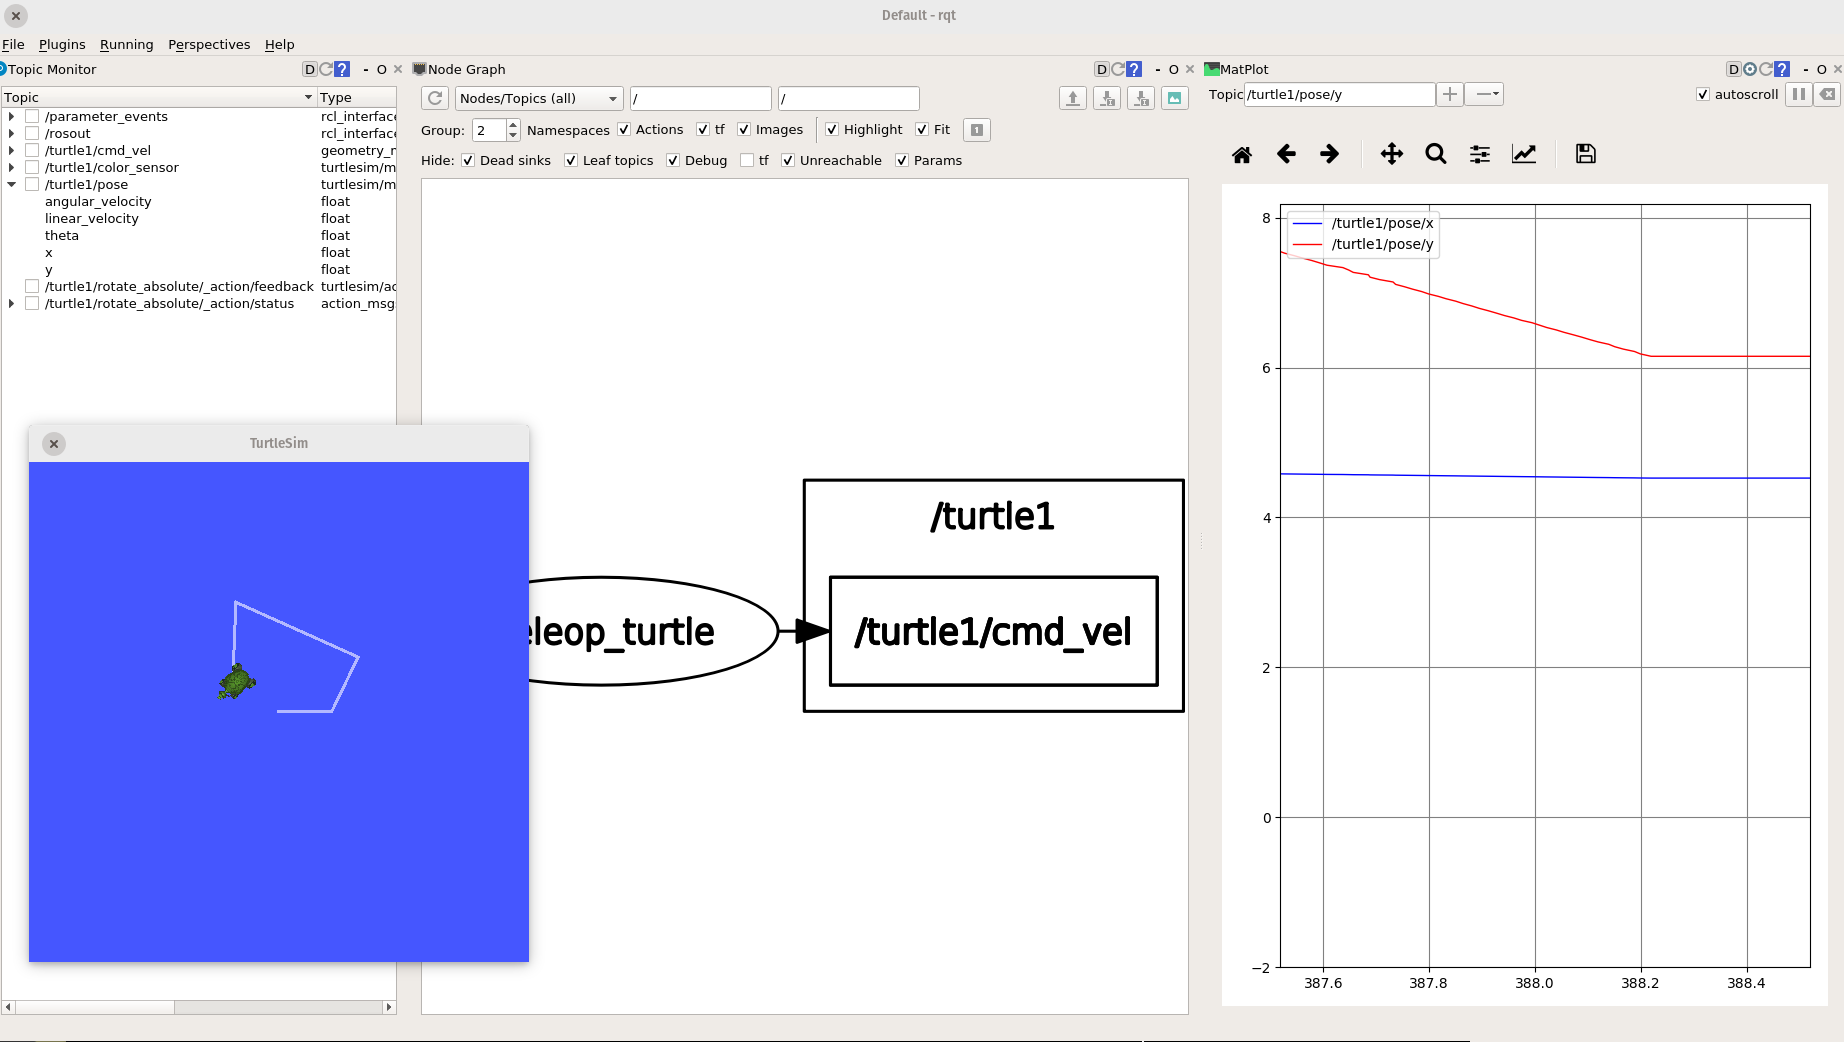 Default - rqt
File Plugins Running Perspectives Help
Topic Monitor D ? - O ×
Topic Type
/parameter_events rcl_interface
/rosout rcl_interface
/turtle1/cmd_vel geometry_m
/turtle1/color_sensor turtlesim/m
/turtle1/pose turtlesim/m
angular_velocity float
linear_velocity float
theta float
x float
y float
/turtle1/rotate_absolute/_action/feedback turtlesim/ac
/turtle1/rotate_absolute/_action/status action_msg
TurtleSim
Node Graph D ? - O ×
Nodes/Topics (all) / /
Group: 2 Namespaces Actions tf Images Highlight Fit 1
Hide: Dead sinks Leaf topics Debug tf Unreachable Params
/turtle1
eleop_turtle /turtle1/cmd_vel
MatPlot D ? - O ×
Topic /turtle1/pose/y autoscroll
/turtle1/pose/x
/turtle1/pose/y
8
6
4
2
0
−2
387.6 387.8 388.0 388.2 388.4